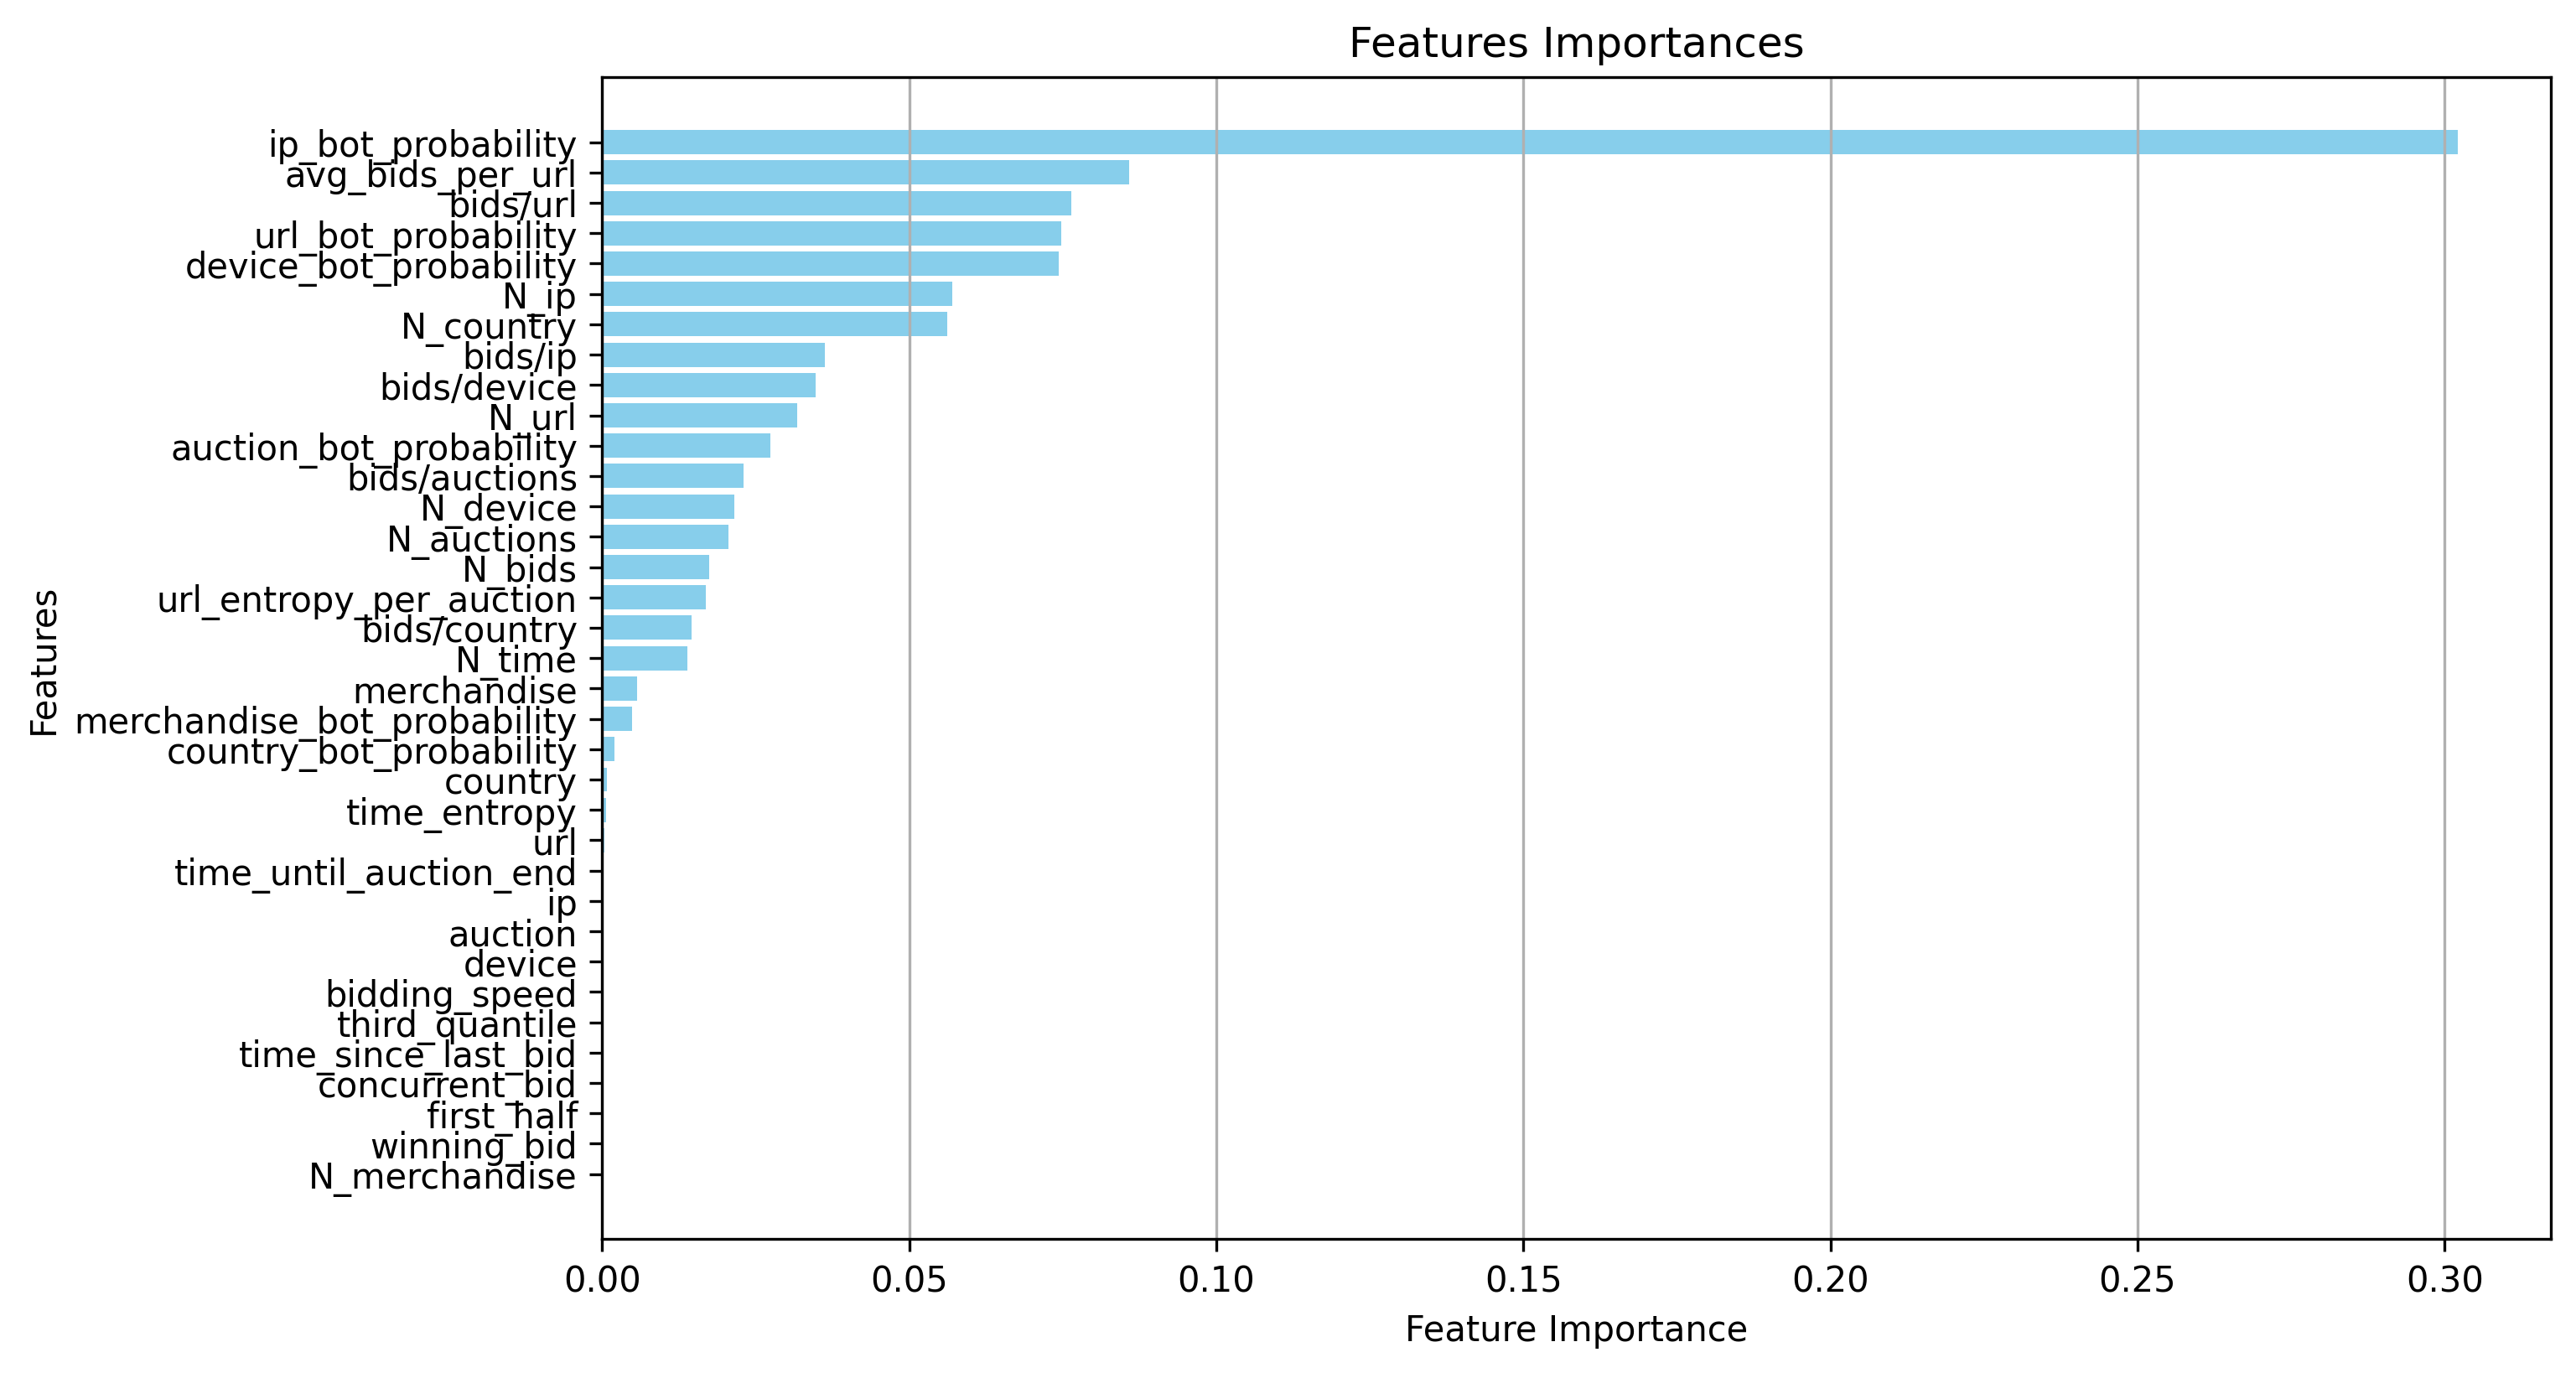 Features Importances
ip_bot_probability
avg_bids_per_url
bids/url
url_bot_probability
device_bot_probability
N_ip
N_country
bids/ip
bids/device
N_url
auction_bot_probability
bids/auctions
N_device
N_auctions
N_bids
url_entropy_per_auction
bids/country
N_time
merchandise
merchandise_bot_probability
country_bot_probability
country
time_entropy
url
time_until_auction_end
ip
auction
device
bidding_speed
third_quantile
time_since_last_bid
concurrent_bid
first_half
winning_bid
N_merchandise
Features
0.00 0.05 0.10 0.15 0.20 0.25 0.30
Feature Importance